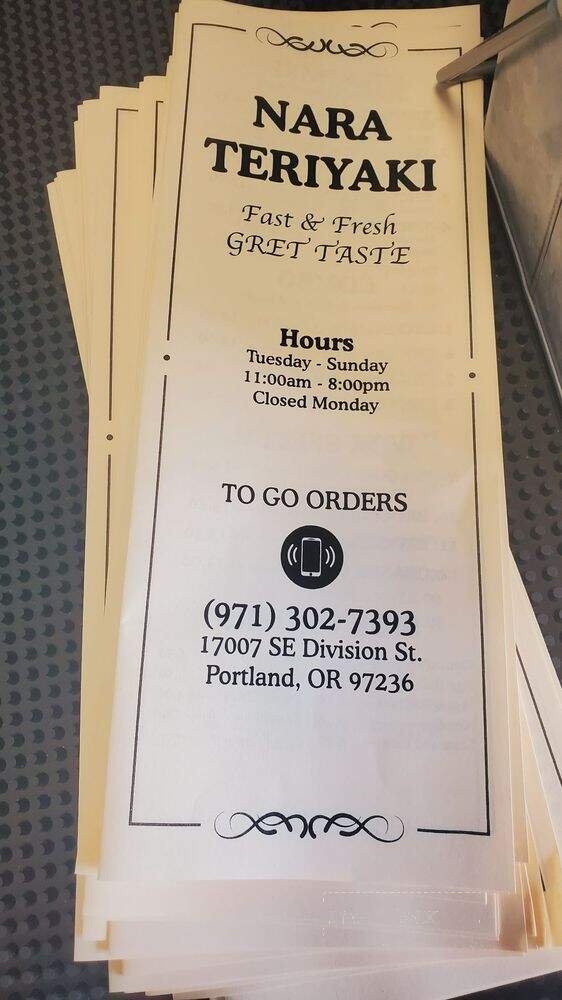 NARA
TERIYAKI
Fast & Fresh
GRET TASTE
Hours
Tuesday - Sunday
11:00am - 8:00pm
Closed Monday
TO GO ORDERS
(971) 302-7393
17007 SE Division St.
Portland, OR 97236